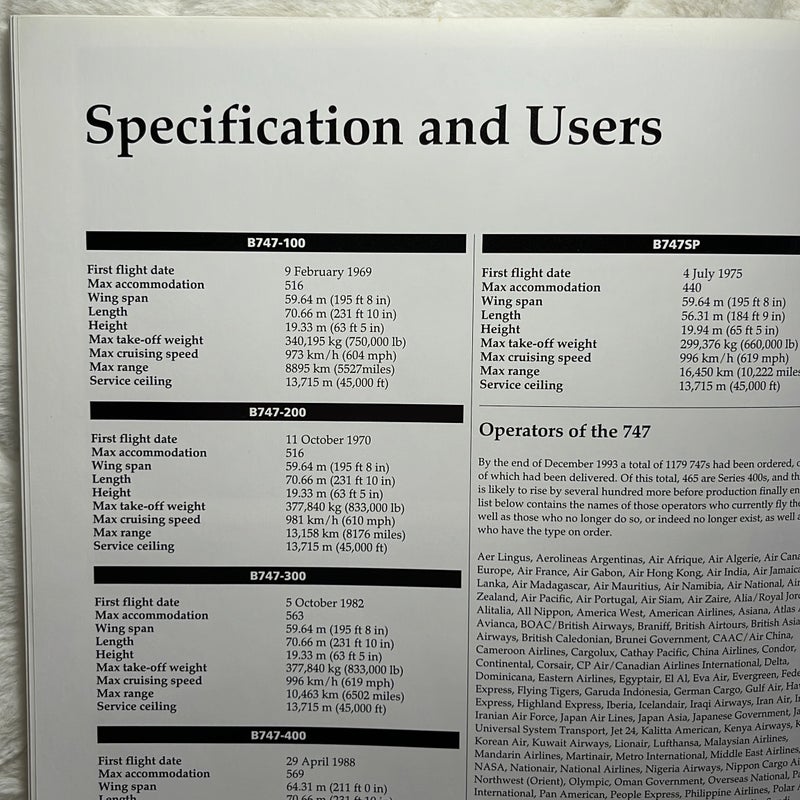 Specification and Users
B747-100
First flight date 9 February 1969
Max accommodation 516
Wing span 59.64 m (195 ft 8 in)
Length 70.66 m (231 ft 10 in)
Height 19.33 m (63 ft 5 in)
Max take-off weight 340,195 kg (750,000 lb)
Max cruising speed 973 km/h (604 mph)
Max range 8895 km (5527miles)
Service ceiling 13,715 m (45,000 ft)
B747-200
First flight date 11 October 1970
Max accommodation 516
Wing span 59.64 m (195 ft 8 in)
Length 70.66 m (231 ft 10 in)
Height 19.33 m (63 ft 5 in)
Max take-off weight 377,840 kg (833,000 lb)
Max cruising speed 981 km/h (610 mph)
Max range 13,158 km (8176 miles)
Service ceiling 13,715 m (45,000 ft)
B747-300
First flight date 5 October 1982
Max accommodation 563
Wing span 59.64 m (195 ft 8 in)
Length 70.66 m (231 ft 10 in)
Height 19.33 m (63 ft 5 in)
Max take-off weight 377,840 kg (833,000 lb)
Max cruising speed 996 km/h (619 mph)
Max range 10,463 km (6502 miles)
Service ceiling 13,715 m (45,000 ft)
B747-400
First flight date 29 April 1988
Max accommodation 569
Wing span 64.31 m (211 ft 0 in)
Length 70.66 m (231 ft 10 in)
B747SP
First flight date 4 July 1975
Max accommodation 440
Wing span 59.64 m (195 ft 8 in)
Length 56.31 m (184 ft 9 in)
Height 19.94 m (65 ft 5 in)
Max take-off weight 299,376 kg (660,000 lb)
Max cruising speed 996 km/h (619 mph)
Max range 16,450 km (10,222 miles
Service ceiling 13,715 m (45,000 ft)
Operators of the 747
By the end of December 1993 a total of 1179 747s had been ordered,
of which had been delivered. Of this total, 465 are Series 400s, and
is likely to rise by several hundred more before production finally
list below contains the names of those operators who currently fly
well as those who no longer do so, or indeed no longer exist, as well
who have the type on order.
Aer Lingus, Aerolineas Argentinas, Air Afrique, Air Algerie, Air
Europe, Air France, Air Gabon, Air Hong Kong, Air India, Air
Lanka, Air Madagascar, Air Mauritius, Air Namibia, Air National,
Zealand, Air Pacific, Air Portugal, Air Siam, Air Zaire, Alia/Royal
Alitalia, All Nippon, America West, American Airlines, Asiana, Atlas
Avianca, BOAC/British Airways, Braniff, British Airtours, British
Airways, British Caledonian, Brunei Government, CAAC/Air China,
Cameroon Airlines, Cargolux, Cathay Pacific, China Airlines, Condor,
Continental, Corsair, CP Air/Canadian Airlines International, Delta,
Dominicana, Eastern Airlines, Egyptair, El Al, Eva Air, Evergreen,
Express, Flying Tigers, Garuda Indonesia, German Cargo, Gulf Air,
Express, Highland Express, Iberia, Icelandair, Iraqi Airways, Iran Air,
Iranian Air Force, Japan Air Lines, Japan Asia, Japanese Government,
Universal System Transport, Jet 24, Kalitta American, Kenya Airways,
Korean Air, Kuwait Airways, Lionair, Lufthansa, Malaysian Airlines,
Mandarin Airlines, Martinair, Metro International, Middle East Airlines,
NASA, Nationair, National Airlines, Nigeria Airways, Nippon Cargo
Northwest (Orient), Olympic, Oman Government, Overseas National,
International, Pan American, People Express, Philippine Airlines, Polar